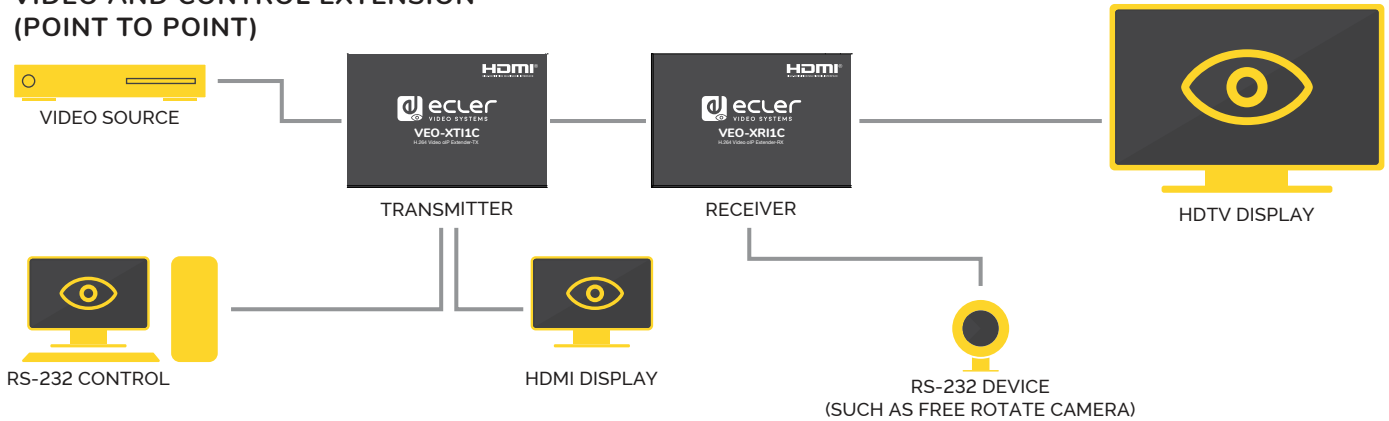 VIDEO AND CONTROL EXTENSION
(POINT TO POINT)
HDMI®
ecler
VIDEO SYSTEMS
VEO-XTI1C
H.264 Video oIP Extender-TX
HDMI®
ecler
VIDEO SYSTEMS
VEO-XRI1C
H.264 Video oIP Extender-RX
VIDEO SOURCE
TRANSMITTER
RECEIVER
HDTV DISPLAY
RS-232 CONTROL
HDMI DISPLAY
RS-232 DEVICE
(SUCH AS FREE ROTATE CAMERA)